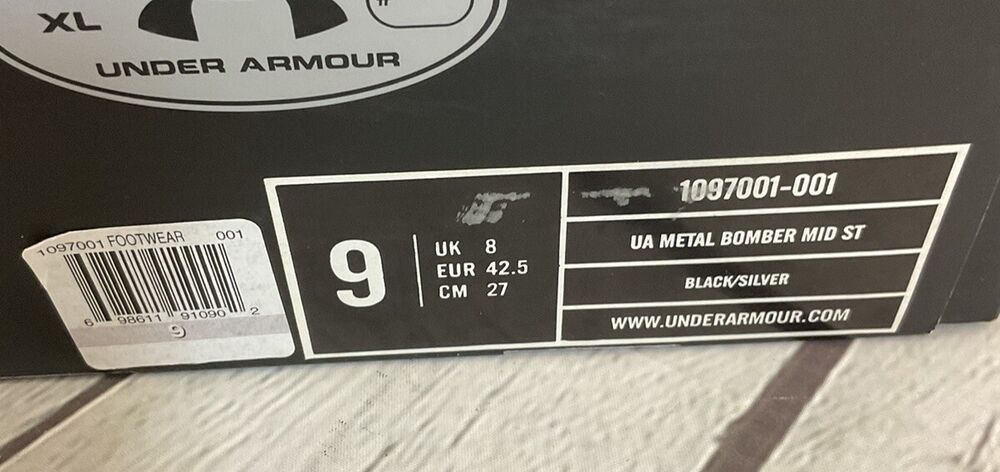 XL
#
UNDER ARMOUR
1097001 FOOTWEAR 001
6 98611 91090 2
9
9
UK 8
EUR 42.5
CM 27
1097001-001
UA METAL BOMBER MID ST
BLACK/SILVER
WWW.UNDERARMOUR.COM